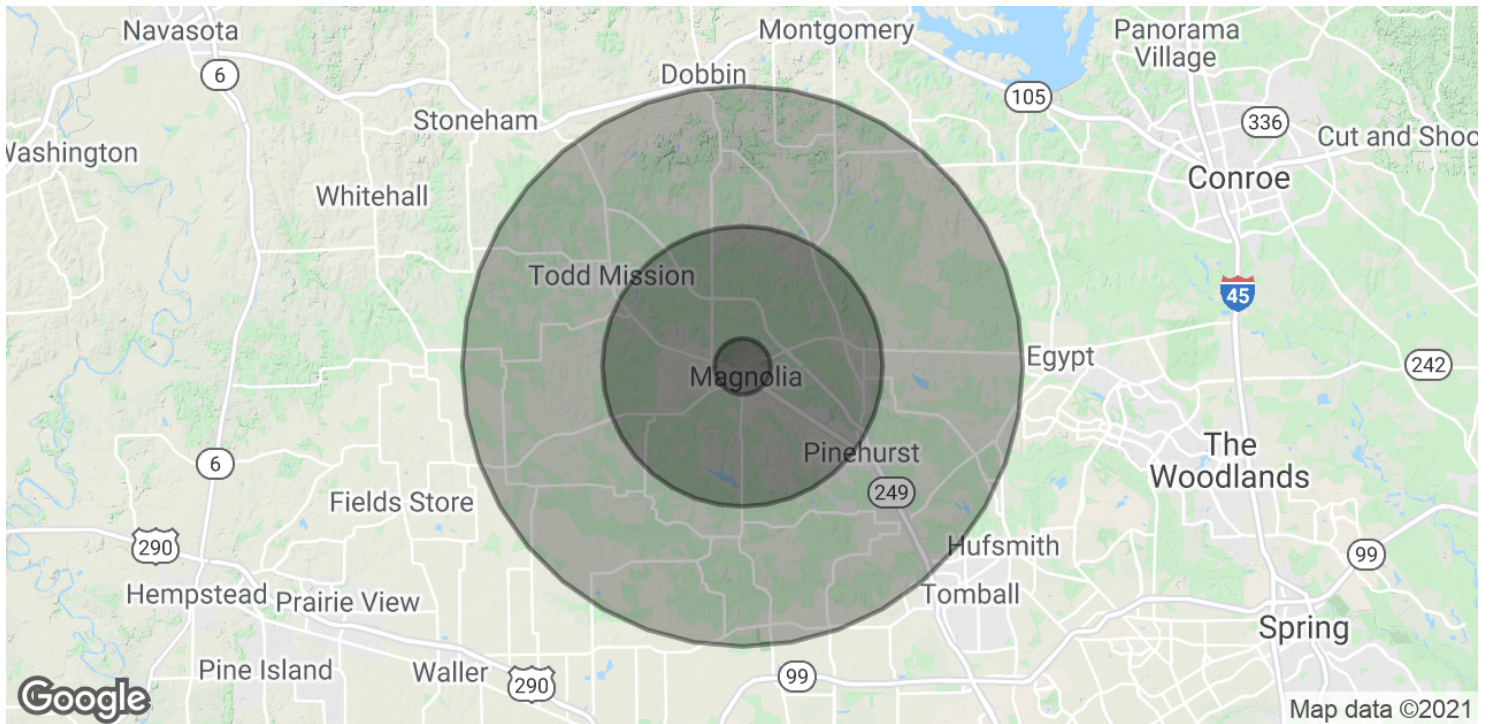 Navasota
Montgomery
Panorama
Village
6
Dobbin
105
336
Stoneham
Cut and Shoo
Washington
Conroe
Whitehall
Todd Mission
45
Egypt
242
Magnolia
The
Woodlands
Pinehurst
6
249
Fields Store
290
Hufsmith
99
Hempstead
Prairie View
Tomball
Spring
Pine Island
Waller
290
99
Google
Map data ©2021